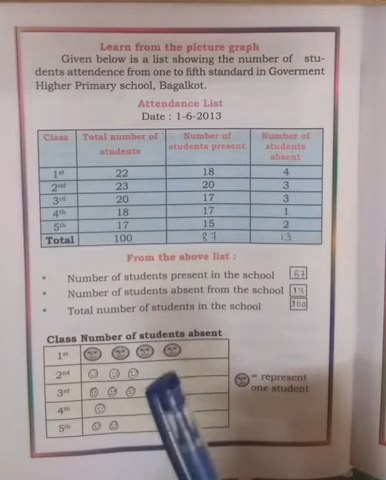 Learn from the picture graph
Given below is a list showing the number of stu-
dents attendence from one to fifth standard in Goverment
Higher Primary school, Bagalkot.
Attendance List
Date : 1-6-2013
Class Total number of students Number of students present Number of students absent
1st 22 18 4
2nd 23 20 3
3rd 20 17 3
4th 18 17 1
5th 17 15 2
Total 100 87 13
From the above list :
• Number of students present in the school 87
• Number of students absent from the school 13
• Total number of students in the school 100
Class Number of students absent
1st
2nd
3rd
4th
5th
= represent
one student